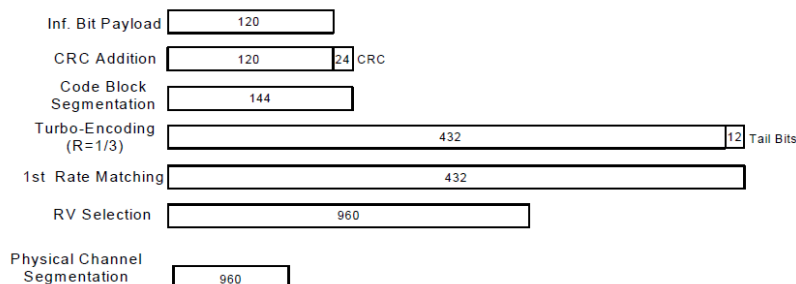 Inf. Bit Payload 120
CRC Addition 120 24 CRC
Code Block
Segmentation 144
Turbo-Encoding
(R=1/3) 432 12 Tail Bits
1st Rate Matching 432
RV Selection 960
Physical Channel
Segmentation 960